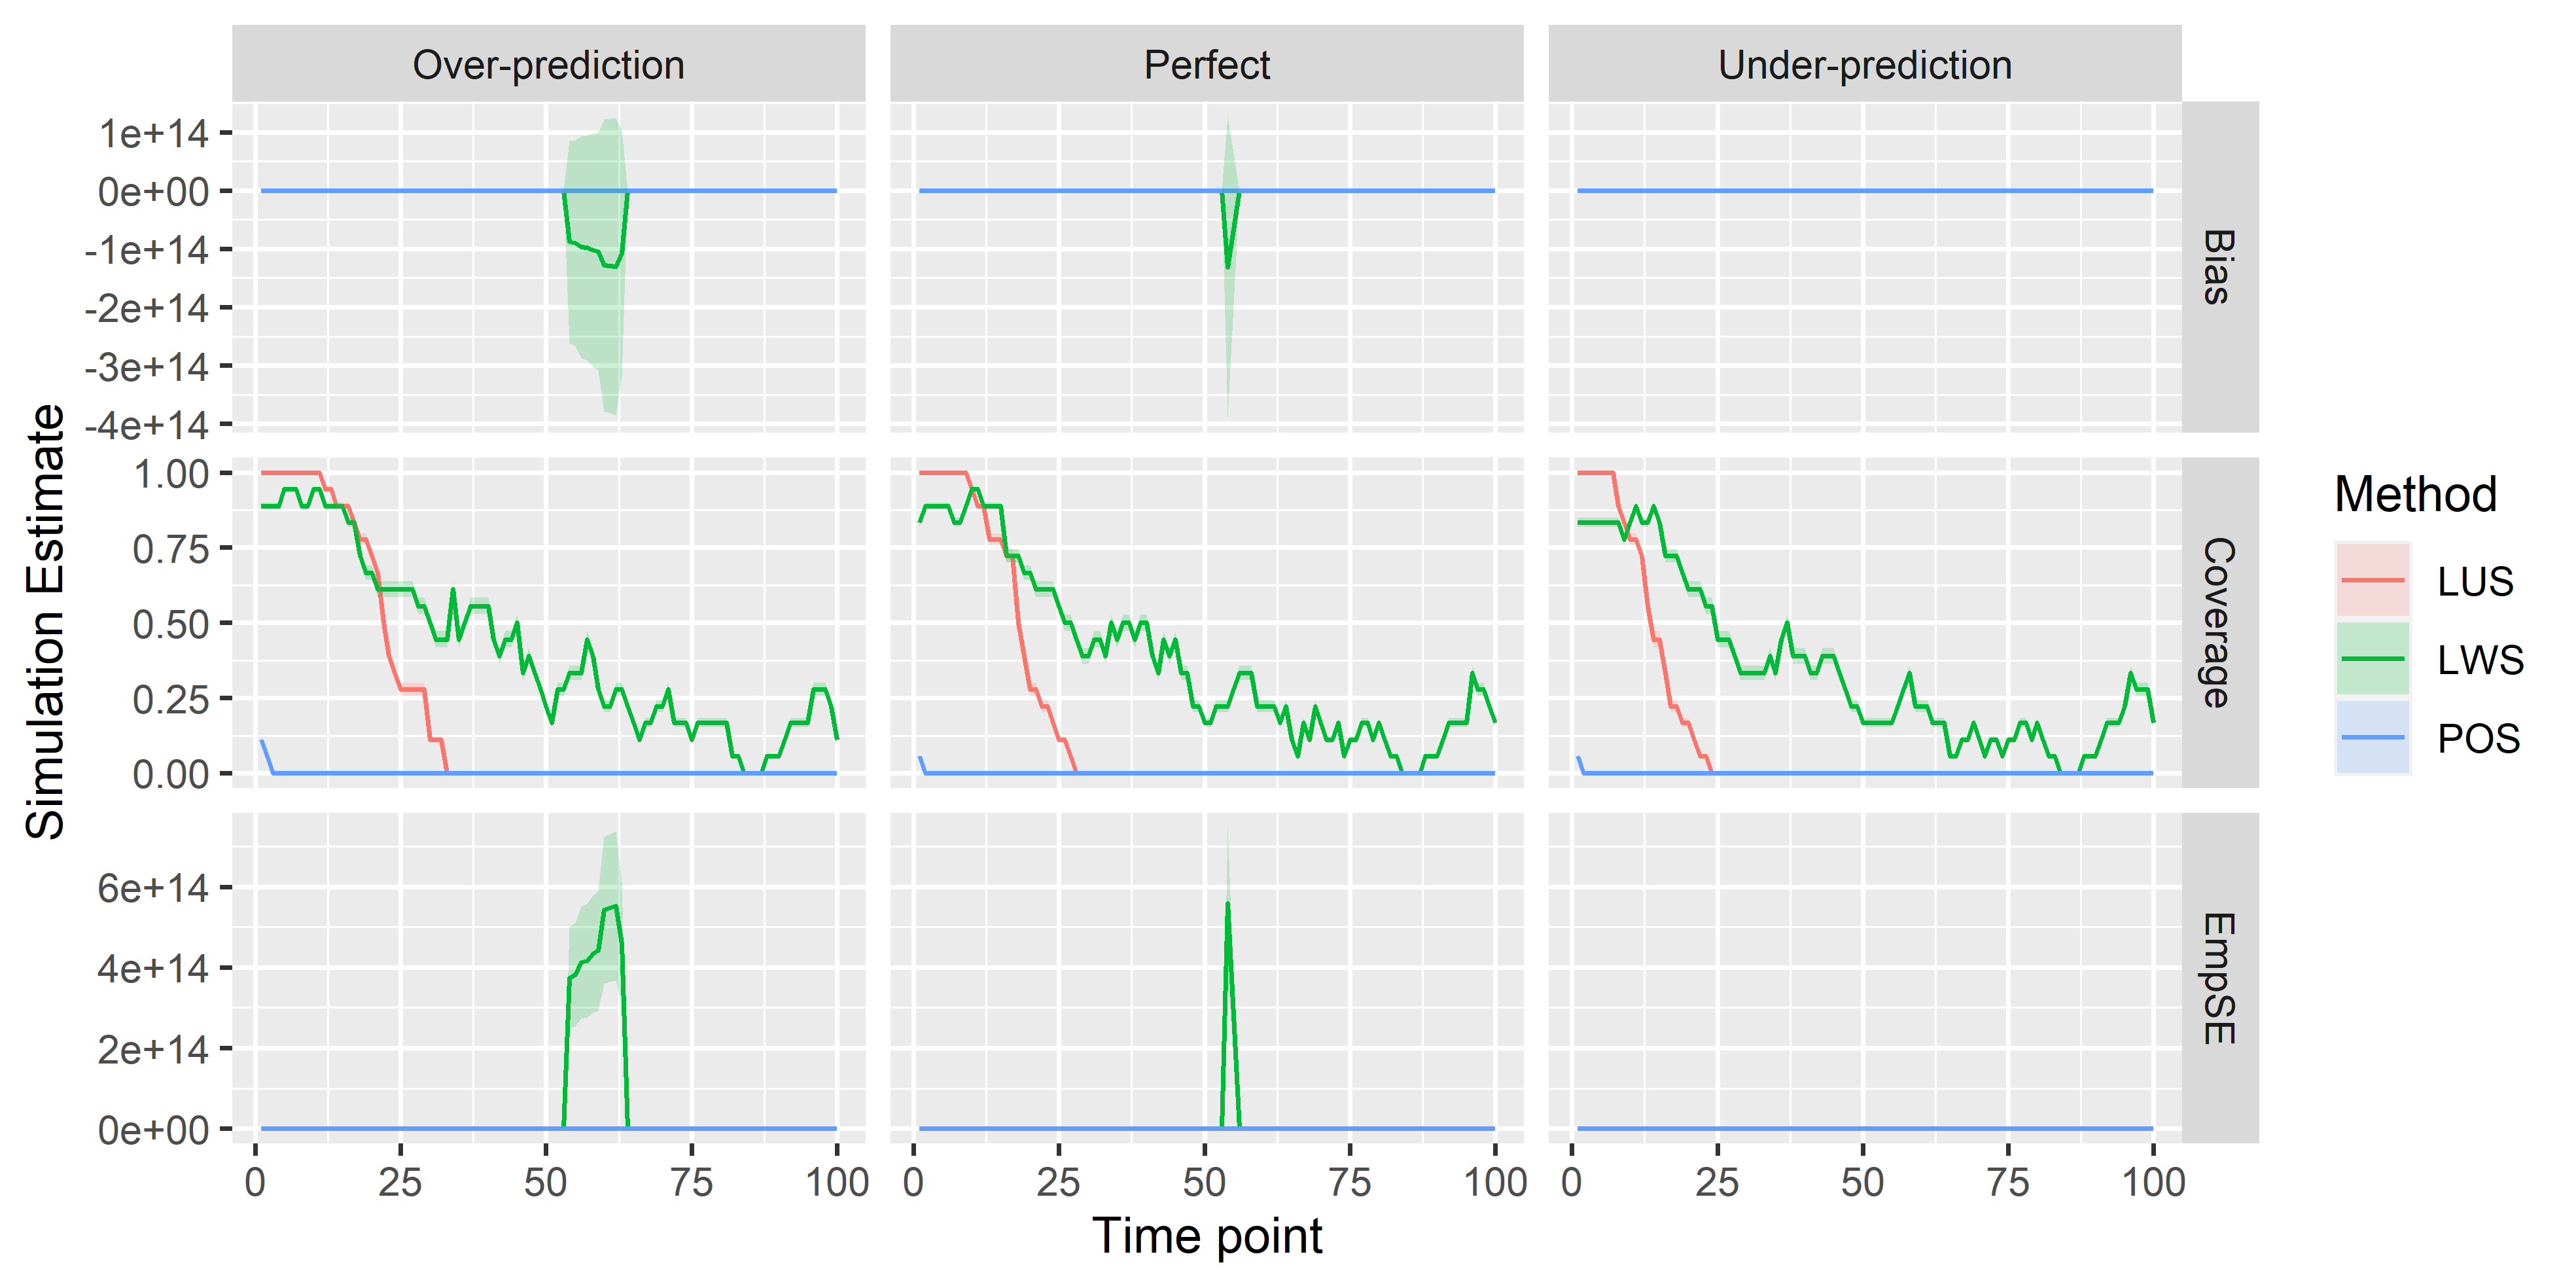 Over-prediction Perfect Under-prediction
1e+14
0e+00
-1e+14
-2e+14
-3e+14
-4e+14
Bias
1.00
0.75
0.50
0.25
0.00
Coverage
6e+14
4e+14
2e+14
0e+00
EmpSE
0 25 50 75 100 0 25 50 75 100 0 25 50 75 100
Time point
Simulation Estimate
Method
LUS
LWS
POS